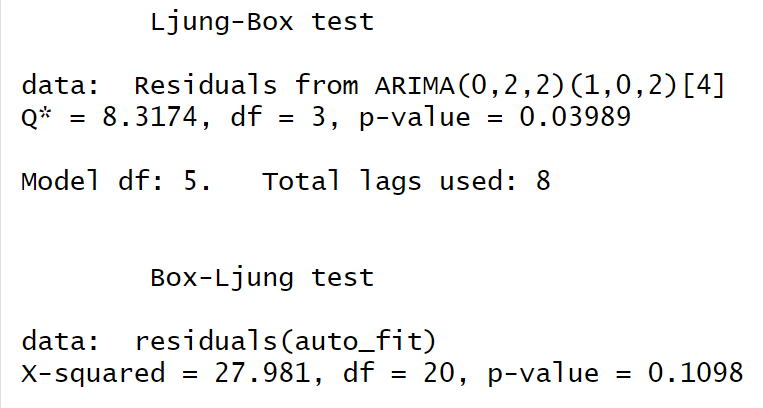 Ljung-Box test
data:  Residuals from ARIMA(0,2,2)(1,0,2)[4]
Q* = 8.3174, df = 3, p-value = 0.03989
Model df: 5.   Total lags used: 8
Box-Ljung test
data:  residuals(auto_fit)
X-squared = 27.981, df = 20, p-value = 0.1098